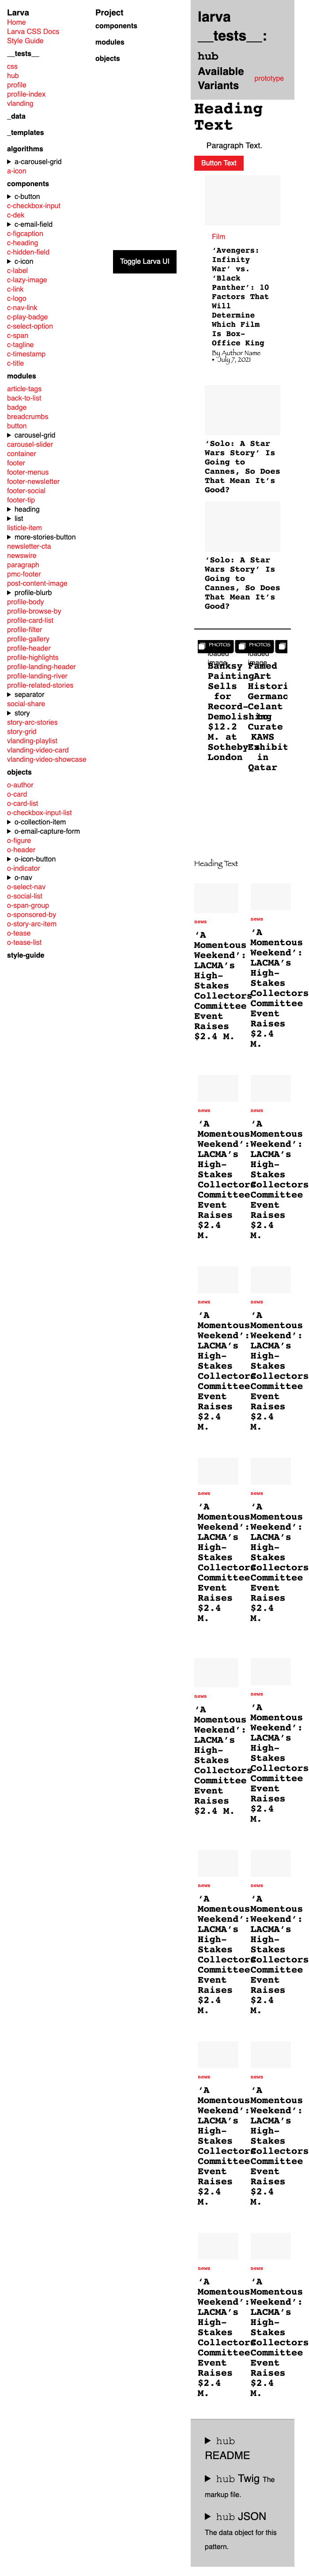 Larva
Home
Larva CSS Docs
Style Guide
__tests__
css
hub
profile
profile-index
vlanding
_data
_templates
algorithms
a-carousel-grid
a-icon
components
c-button
c-checkbox-input
c-dek
c-email-field
c-figcaption
c-heading
c-hidden-field
c-icon
c-label
c-lazy-image
c-link
c-logo
c-nav-link
c-play-badge
c-select-option
c-span
c-tagline
c-timestamp
c-title
modules
article-tags
back-to-list
badge
breadcrumbs
button
carousel-grid
carousel-slider
container
footer
footer-menus
footer-newsletter
footer-social
footer-tip
heading
list
listicle-item
more-stories-button
newsletter-cta
newswire
paragraph
pmc-footer
post-content-image
profile-blurb
profile-body
profile-browse-by
profile-card-list
profile-filter
profile-gallery
profile-header
profile-highlights
profile-landing-header
profile-landing-river
profile-related-stories
separator
social-share
story
story-arc-stories
story-grid
vlanding-playlist
vlanding-video-card
vlanding-video-showcase
objects
o-author
o-card
o-card-list
o-checkbox-input-list
o-collection-item
o-email-capture-form
o-figure
o-header
o-icon-button
o-indicator
o-nav
o-select-nav
o-social-list
o-span-group
o-sponsored-by
o-story-arc-item
o-tease
o-tease-list
style-guide
Project
components
modules
objects
Toggle Larva UI
larva
__tests__:
hub
Available
Variants
prototype
Heading
Text
Paragraph Text.
Button Text
Film
‘Avengers:
Infinity
War’ vs.
‘Black
Panther’: 10
Factors That
Will
Determine
Which Film
Is Box-
Office King
By Author Name
• July 7, 2021
‘Solo: A Star
Wars Story’ Is
Going to
Cannes, So Does
That Mean It’s
Good?
‘Solo: A Star
Wars Story’ Is
Going to
Cannes, So Does
That Mean It’s
Good?
PHOTOS
loaded
image
Banksy
Painting
Sells
for
Record-
Demolishing
$12.2
M. at
Sotheby’s
London
PHOTOS
loaded
image
Famed
Art
Historian
Germano
Celant
to
Curate
KAWS
Exhibit
in
Qatar
Heading Text
news
‘A
Momentous
Weekend’:
LACMA’s
High-
Stakes
Collectors
Committee
Event
Raises
$2.4 M.
news
‘A
Momentous
Weekend’:
LACMA’s
High-
Stakes
Collectors
Committee
Event
Raises
$2.4
M.
news
‘A
Momentous
Weekend’:
LACMA’s
High-
Stakes
Collectors
Committee
Event
Raises
$2.4
M.
news
‘A
Momentous
Weekend’:
LACMA’s
High-
Stakes
Collectors
Committee
Event
Raises
$2.4
M.
news
‘A
Momentous
Weekend’:
LACMA’s
High-
Stakes
Collectors
Committee
Event
Raises
$2.4
M.
news
‘A
Momentous
Weekend’:
LACMA’s
High-
Stakes
Collectors
Committee
Event
Raises
$2.4
M.
news
‘A
Momentous
Weekend’:
LACMA’s
High-
Stakes
Collectors
Committee
Event
Raises
$2.4
M.
news
‘A
Momentous
Weekend’:
LACMA’s
High-
Stakes
Collectors
Committee
Event
Raises
$2.4
M.
news
‘A
Momentous
Weekend’:
LACMA’s
High-
Stakes
Collectors
Committee
Event
Raises
$2.4 M.
news
‘A
Momentous
Weekend’:
LACMA’s
High-
Stakes
Collectors
Committee
Event
Raises
$2.4
M.
news
‘A
Momentous
Weekend’:
LACMA’s
High-
Stakes
Collectors
Committee
Event
Raises
$2.4
M.
news
‘A
Momentous
Weekend’:
LACMA’s
High-
Stakes
Collectors
Committee
Event
Raises
$2.4
M.
news
‘A
Momentous
Weekend’:
LACMA’s
High-
Stakes
Collectors
Committee
Event
Raises
$2.4
M.
news
‘A
Momentous
Weekend’:
LACMA’s
High-
Stakes
Collectors
Committee
Event
Raises
$2.4
M.
news
‘A
Momentous
Weekend’:
LACMA’s
High-
Stakes
Collectors
Committee
Event
Raises
$2.4
M.
news
‘A
Momentous
Weekend’:
LACMA’s
High-
Stakes
Collectors
Committee
Event
Raises
$2.4
M.
hub
README
hub Twig The
markup file.
hub JSON
The data object for this
pattern.